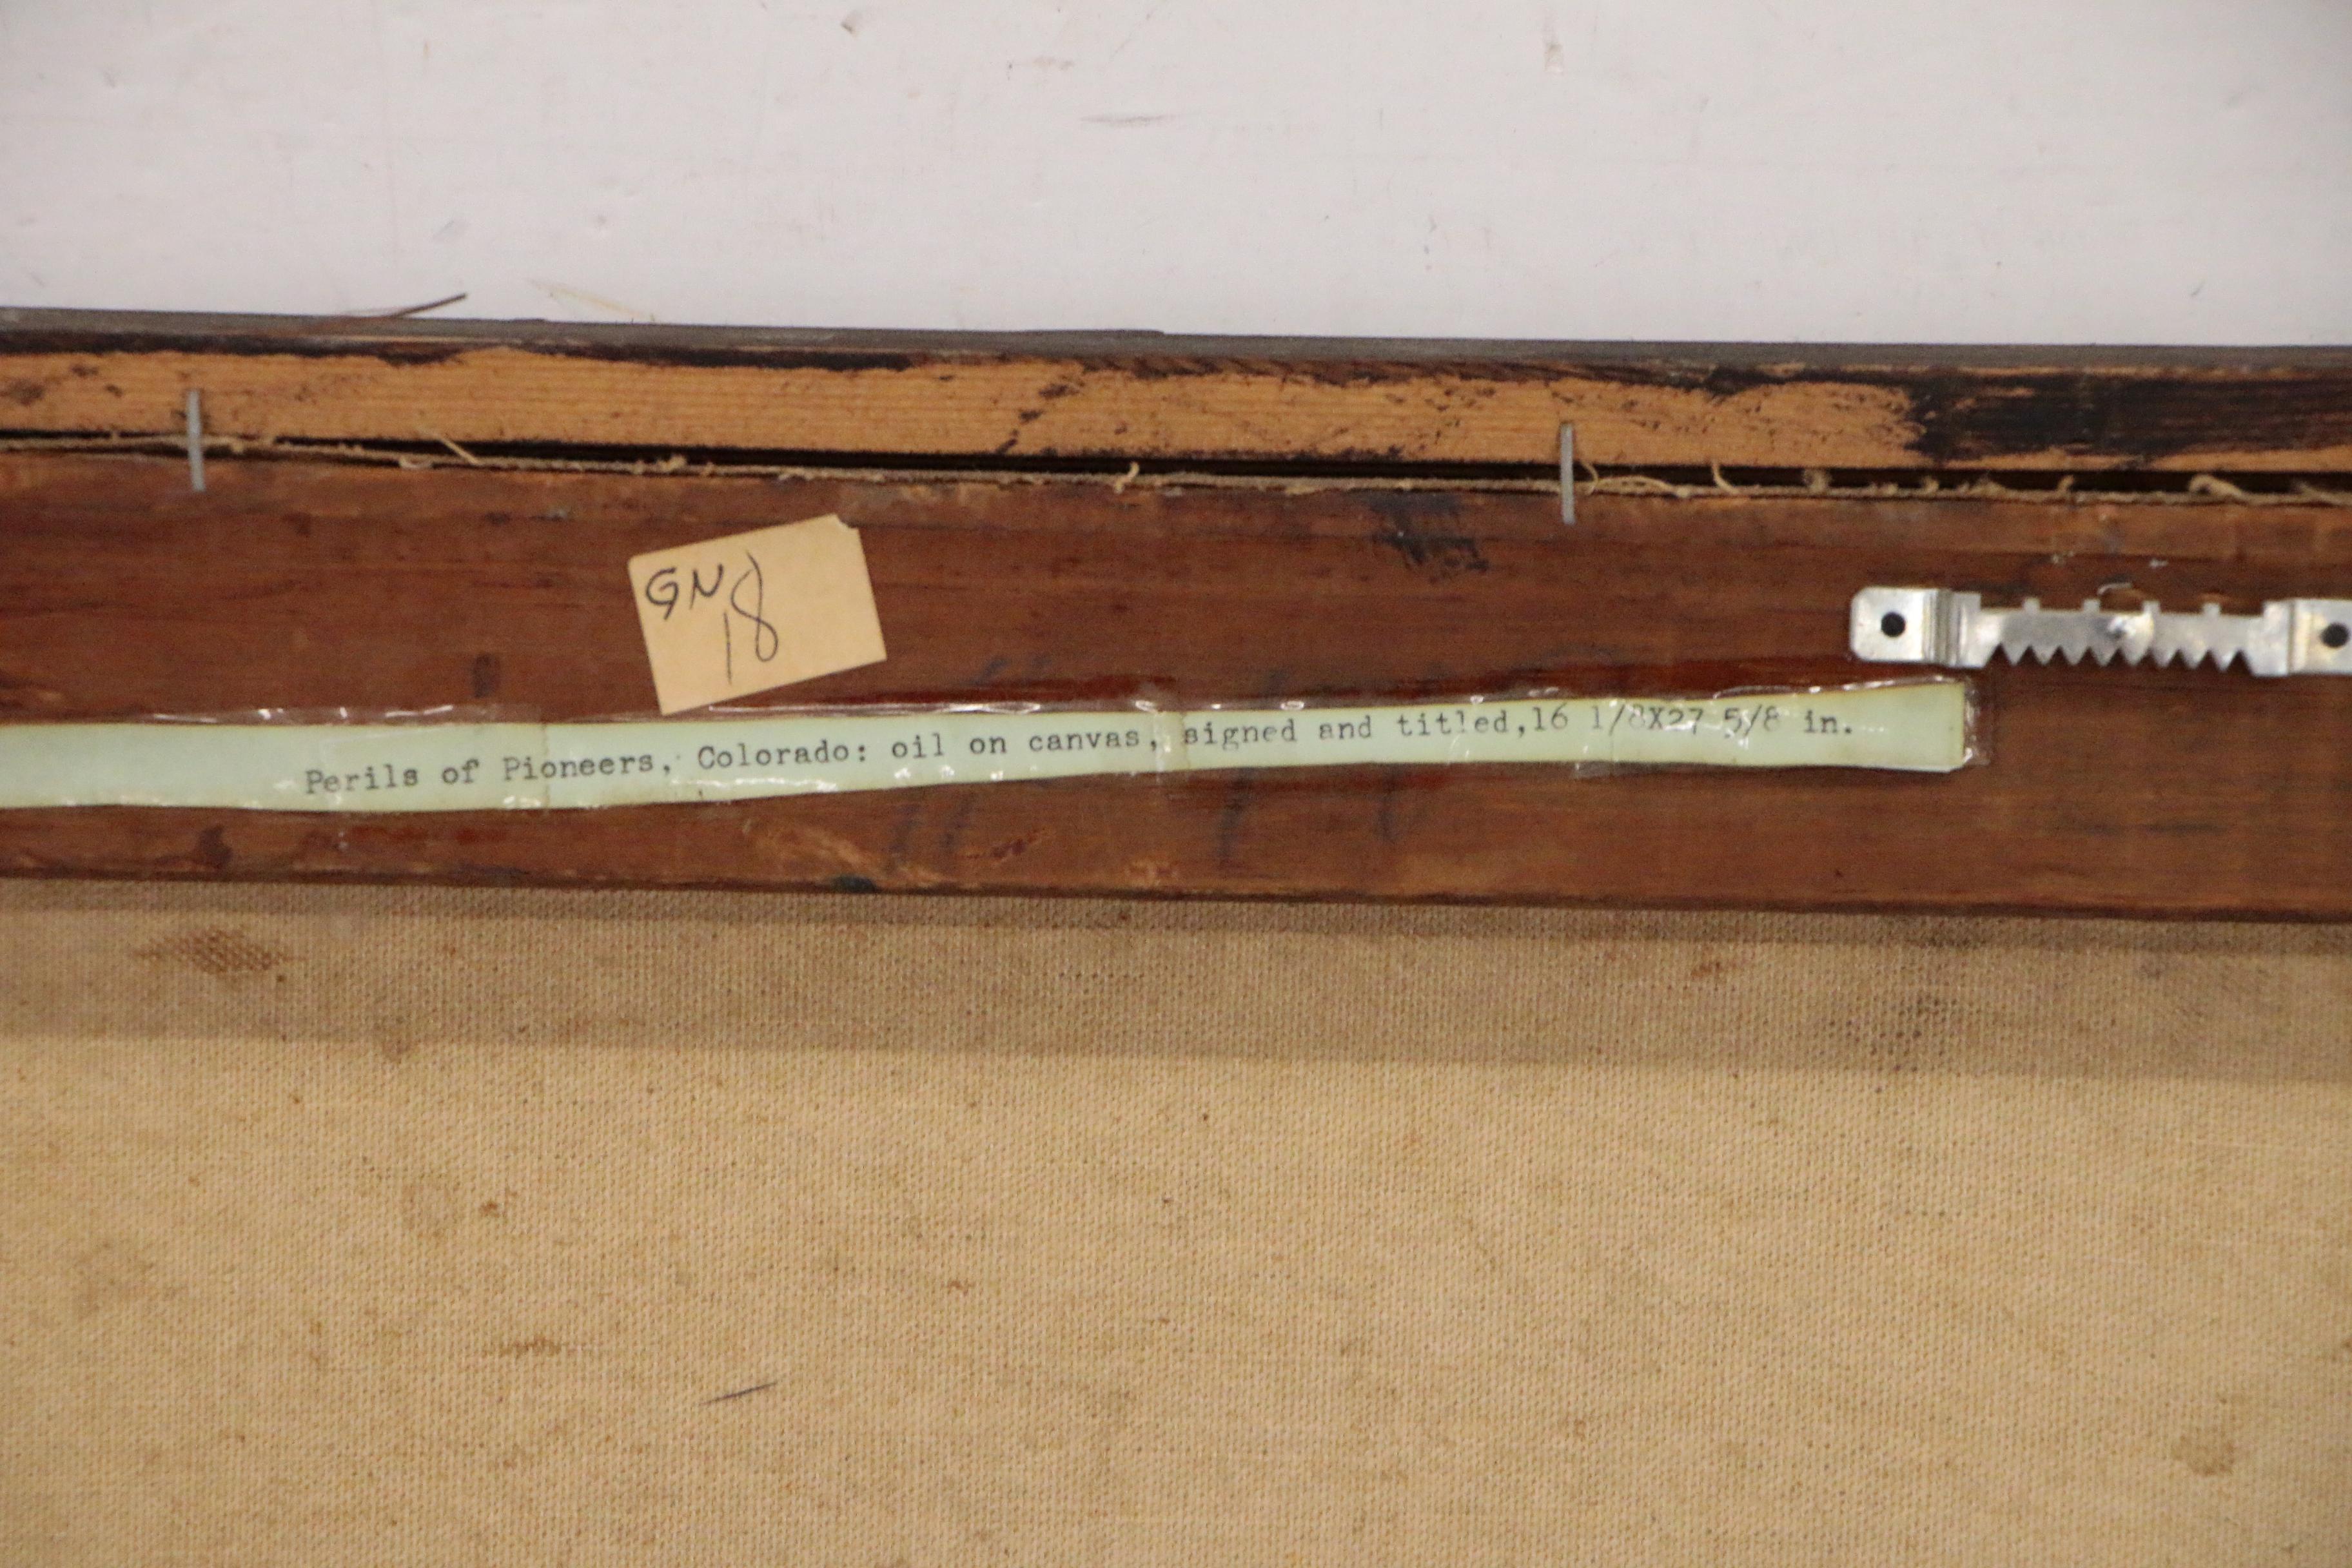 GN
18
Perils of Pioneers, Colorado: oil on canvas, signed and titled,16 1/8X27 5/8 in.